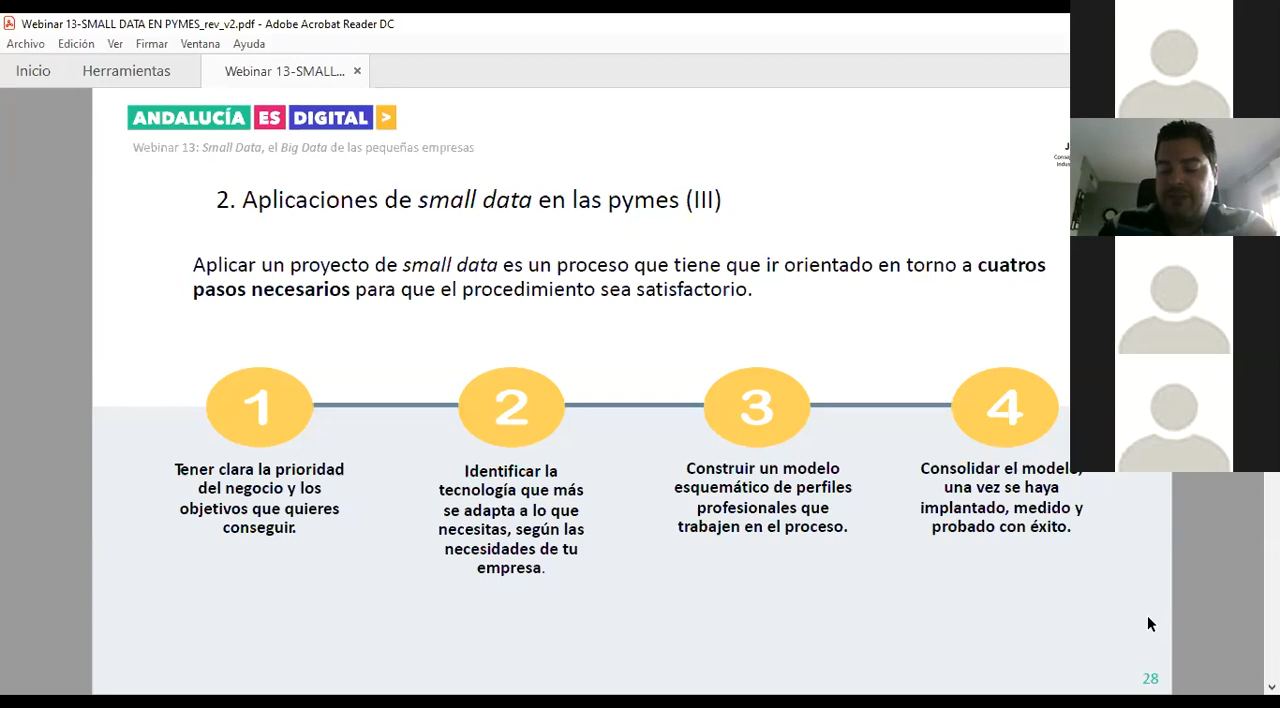 Webinar 13-SMALL DATA EN PYMES_rev_v2.pdf - Adobe Acrobat Reader DC
Archivo Edición Ver Firmar Ventana Ayuda
Inicio Herramientas Webinar 13-SMALL... ×
ANDALUCÍA ES DIGITAL >
Webinar 13: Small Data, el Big Data de las pequeñas empresas
2. Aplicaciones de small data en las pymes (III)
Aplicar un proyecto de small data es un proceso que tiene que ir orientado en torno a cuatros
pasos necesarios para que el procedimiento sea satisfactorio.
1
Tener clara la prioridad
del negocio y los
objetivos que quieres
conseguir.
2
Identificar la
tecnología que más
se adapta a lo que
necesitas, según las
necesidades de tu
empresa.
3
Construir un modelo
esquemático de perfiles
profesionales que
trabajen en el proceso.
4
Consolidar el modelo,
una vez se haya
implantado, medido y
probado con éxito.
28